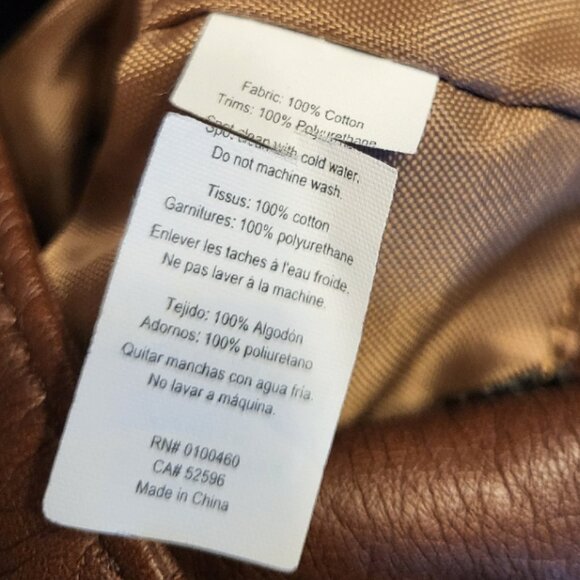 Fabric: 100% Cotton
Trims: 100% Polyurethane
Spot clean with cold water.
Do not machine wash.
Tissus: 100% cotton
Garnitures: 100% polyurethane
Enlever les taches à l'eau froide.
Ne pas laver à la machine.
Tejido: 100% Algodón
Adornos: 100% poliuretano
Quitar manchas con agua fría.
No lavar a máquina.
RN# 0100460
CA# 52596
Made in China